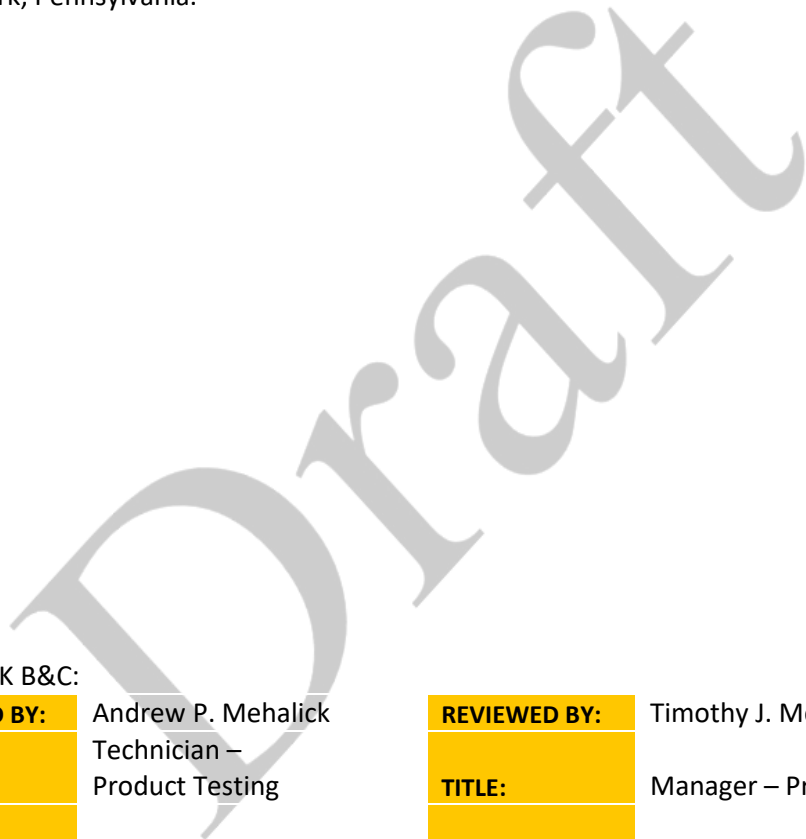 Pennsylvania.
Draft
K B&C:
BY: Andrew P. Mehalick REVIEWED BY: Timothy J.
Technician –
Product Testing TITLE: Manager –